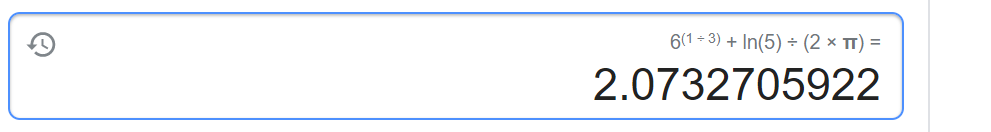 6(1 ÷ 3) + ln(5) ÷ (2 × π) =
2.0732705922